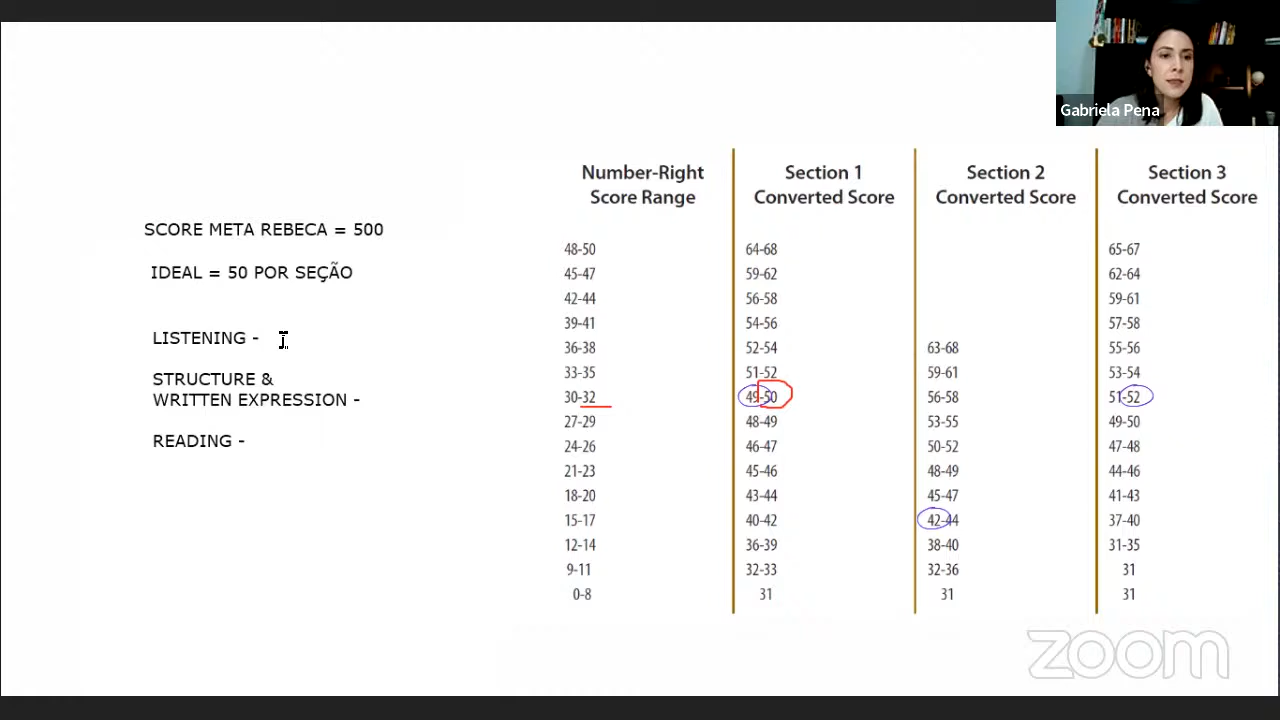 Gabriela Pena
SCORE META REBECA = 500
IDEAL = 50 POR SEÇÃO
LISTENING -
STRUCTURE &
WRITTEN EXPRESSION -
READING -
Number-Right Section 1 Section 2 Section 3
Score Range Converted Score Converted Score Converted Score
48-50 64-68 65-67
45-47 59-62 62-64
42-44 56-58 59-61
39-41 54-56 57-58
36-38 52-54 63-68 55-56
33-35 51-52 59-61 53-54
30-32 49-50 56-58 51-52
27-29 48-49 53-55 49-50
24-26 46-47 50-52 47-48
21-23 45-46 48-49 44-46
18-20 43-44 45-47 41-43
15-17 40-42 42-44 37-40
12-14 36-39 38-40 31-35
9-11 32-33 32-36 31
0-8 31 31 31
zoom